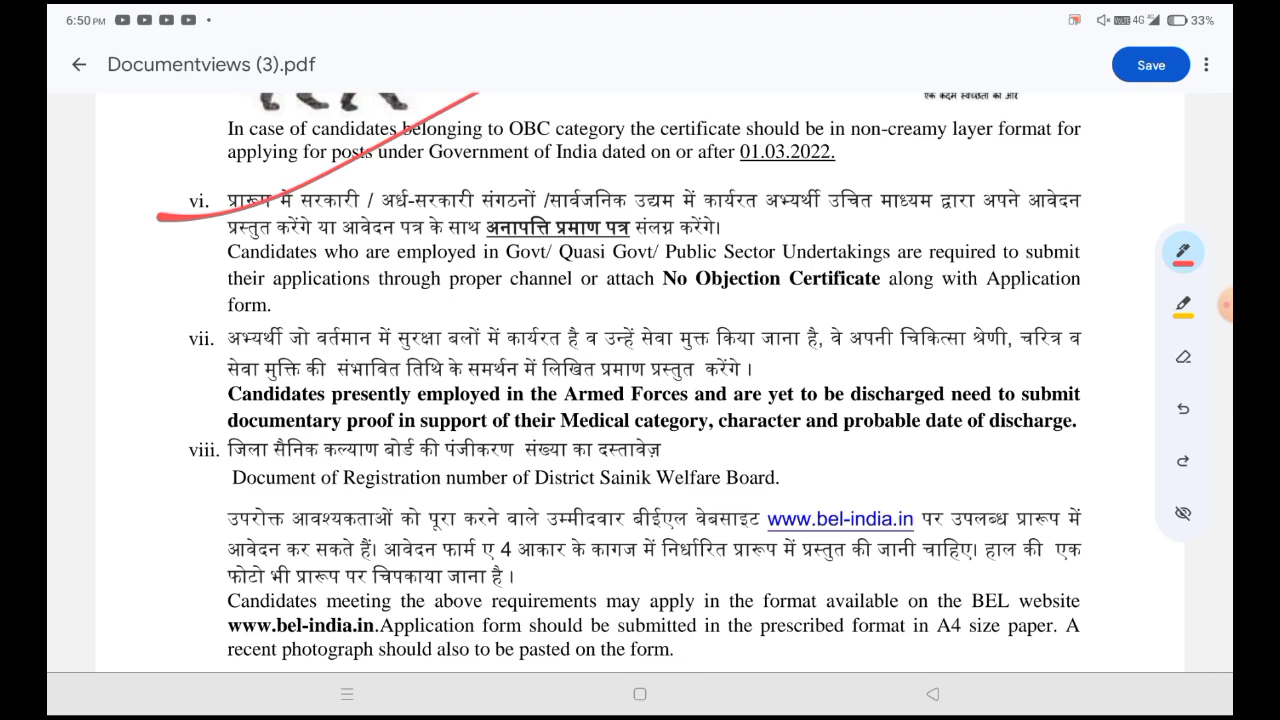 6:50 PM
VoLTE 4G 4G 33%
Documentviews (3).pdf
Save
एक कदम स्वच्छता की ओर
In case of candidates belonging to OBC category the certificate should be in non-creamy layer format for
applying for posts under Government of India dated on or after 01.03.2022.
vi. प्रारूप में सरकारी / अर्ध-सरकारी संगठनों /सार्वजनिक उद्यम में कार्यरत अभ्यर्थी उचित माध्यम द्वारा अपने आवेदन
प्रस्तुत करेंगे या आवेदन पत्र के साथ अनापत्ति प्रमाण पत्र संलग्न करेंगे।
Candidates who are employed in Govt/ Quasi Govt/ Public Sector Undertakings are required to submit
their applications through proper channel or attach No Objection Certificate along with Application
form.
vii. अभ्यर्थी जो वर्तमान में सुरक्षा बलों में कार्यरत है व उन्हें सेवा मुक्त किया जाना है, वे अपनी चिकित्सा श्रेणी, चरित्र व
सेवा मुक्ति की संभावित तिथि के समर्थन में लिखित प्रमाण प्रस्तुत करेंगे ।
Candidates presently employed in the Armed Forces and are yet to be discharged need to submit
documentary proof in support of their Medical category, character and probable date of discharge.
viii. जिला सैनिक कल्याण बोर्ड की पंजीकरण संख्या का दस्तावेज़
Document of Registration number of District Sainik Welfare Board.
उपरोक्त आवश्यकताओं को पूरा करने वाले उम्मीदवार बीईएल वेबसाइट www.bel-india.in पर उपलब्ध प्रारूप में
आवेदन कर सकते हैं। आवेदन फार्म ए 4 आकार के कागज में निर्धारित प्रारूप में प्रस्तुत की जानी चाहिए। हाल की एक
फोटो भी प्रारूप पर चिपकाया जाना है ।
Candidates meeting the above requirements may apply in the format available on the BEL website
www.bel-india.in.Application form should be submitted in the prescribed format in A4 size paper. A
recent photograph should also to be pasted on the form.